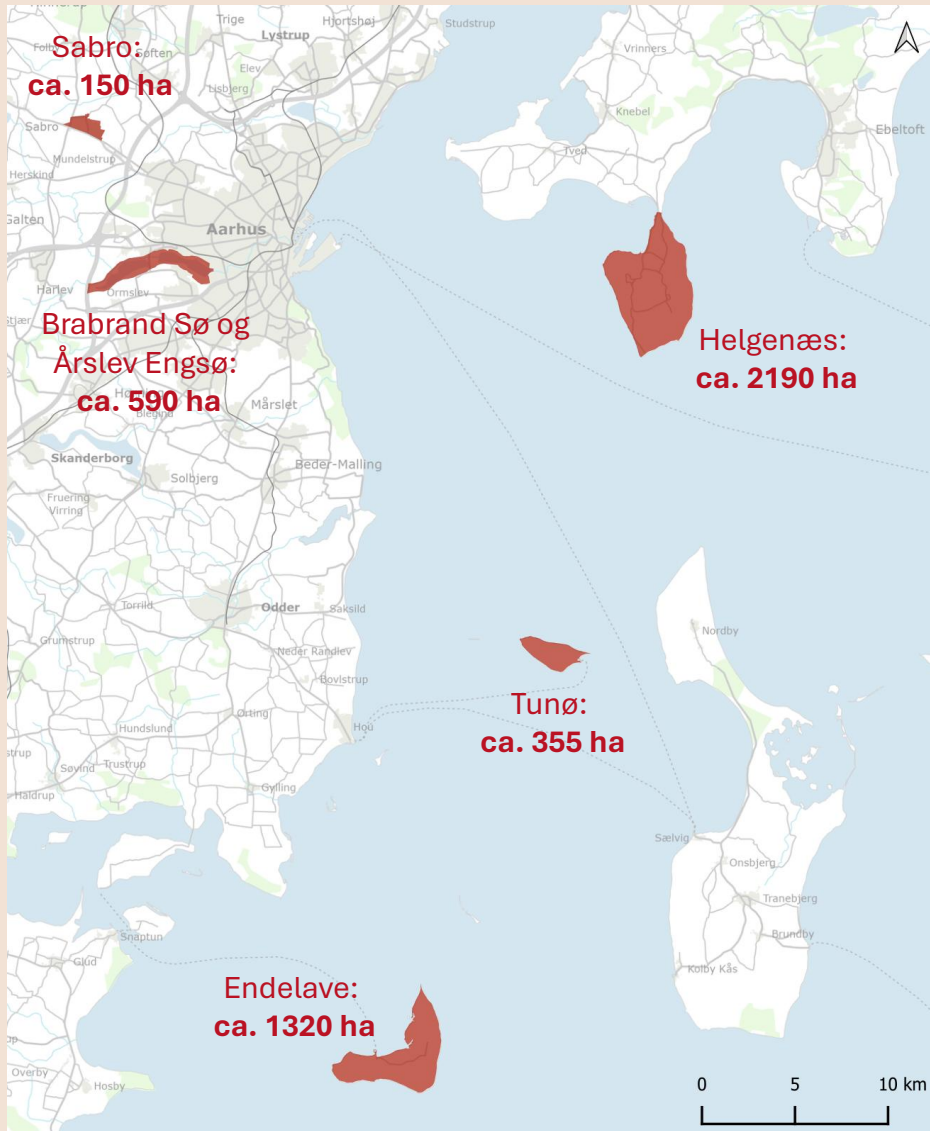 Trige
Hjortshøj
Studstrup
Lystrup
Søften
Elev
Lisbjerg
Sabro:
ca. 150 ha
Sabro
Mundelstrup
Herskind
Galten
Aarhus
Harlev
Ormslev
Brabrand Sø og
Årslev Engsø:
ca. 590 ha
Vrinners
Knebel
Tved
Ebeltoft
Helgenæs:
ca. 2190 ha
Mårslet
Skanderborg
Solbjerg
Beder-Malling
Fruering
Virring
Torrild
Odder
Saksild
Grumstrup
Neder Randlev
Bovlstrup
Ørting
Hundslund
Hou
Søvind
Trustrup
Haldrup
Gylling
Nordby
Tunø:
ca. 355 ha
Sælvig
Onsbjerg
Tranebjerg
Brundby
Kolby Kås
Snaptun
Glud
Endelave:
ca. 1320 ha
Overby
Hosby
0 5 10 km